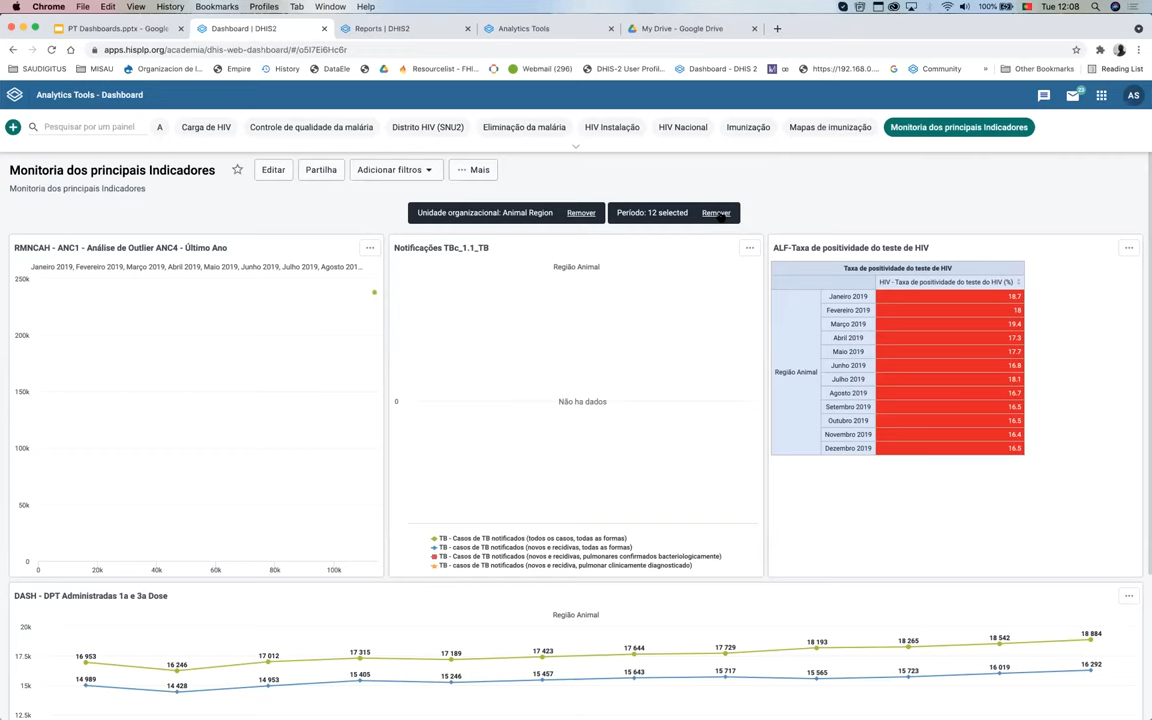 Chrome File Edit View History Bookmarks Profiles Tab Window Help 100% Tue 12:08
PT Dashboards.pptx - Google Dashboard | DHIS2 Reports | DHIS2 Analytics Tools My Drive - Google Drive
apps.hisplp.org/academia/dhis-web-dashboard/#/o5I7Ei6Hc6r
SAUDIGITUS MISAU Organizacion de I... Empire History DataEle Resourcelist - FHI... Webmail (296) DHIS-2 User Profil... Dashboard - DHIS 2 https://192.168.0.... Community » Other Bookmarks Reading List
Analytics Tools - Dashboard 23 AS
Pesquisar por um painel A Carga de HIV Controle de qualidade da malária Distrito HIV (SNU2) Eliminação da malária HIV Instalação HIV Nacional Imunização Mapas de imunização Monitoria dos principais Indicadores
Monitoria dos principais Indicadores Editar Partilha Adicionar filtros Mais
Monitoria dos principais Indicadores
Unidade organizacional: Animal Region Remover Período: 12 selected Remover
RMNCAH - ANC1 - Análise de Outlier ANC4 - Último Ano
Janeiro 2019, Fevereiro 2019, Março 2019, Abril 2019, Maio 2019, Junho 2019, Julho 2019, Agosto 201...
250k
200k
150k
100k
50k
0
0 20k 40k 60k 80k 100k
Notificações TBc_1.1_TB
Região Animal
0 Não ha dados
TB - Casos de TB notificados (todos os casos, todas as formas)
TB - casos de TB notificados (novos e recidivas, todas as formas)
TB - Casos de TB notificados (novos e recidivas, pulmonares confirmados bacteriologicamente)
TB - casos de TB notificados (novos e recidiva, pulmonar clinicamente diagnosticado)
ALF-Taxa de positividade do teste de HIV
Taxa de positividade do teste de HIV
HIV - Taxa de positividade do teste do HIV (%)
Região Animal
Janeiro 2019 18.7
Fevereiro 2019 18
Março 2019 19.4
Abril 2019 17.3
Maio 2019 17.7
Junho 2019 16.8
Julho 2019 18.1
Agosto 2019 16.7
Setembro 2019 16.5
Outubro 2019 16.5
Novembro 2019 16.4
Dezembro 2019 16.5
DASH - DPT Administradas 1a e 3a Dose
Região Animal
20k
17.5k
15k
12.5k
16 953 16 246 17 012 17 315 17 189 17 423 17 644 17 729 18 193 18 265 18 542 18 884
14 989 14 428 14 953 15 405 15 246 15 457 15 643 15 717 15 565 15 723 16 019 16 292